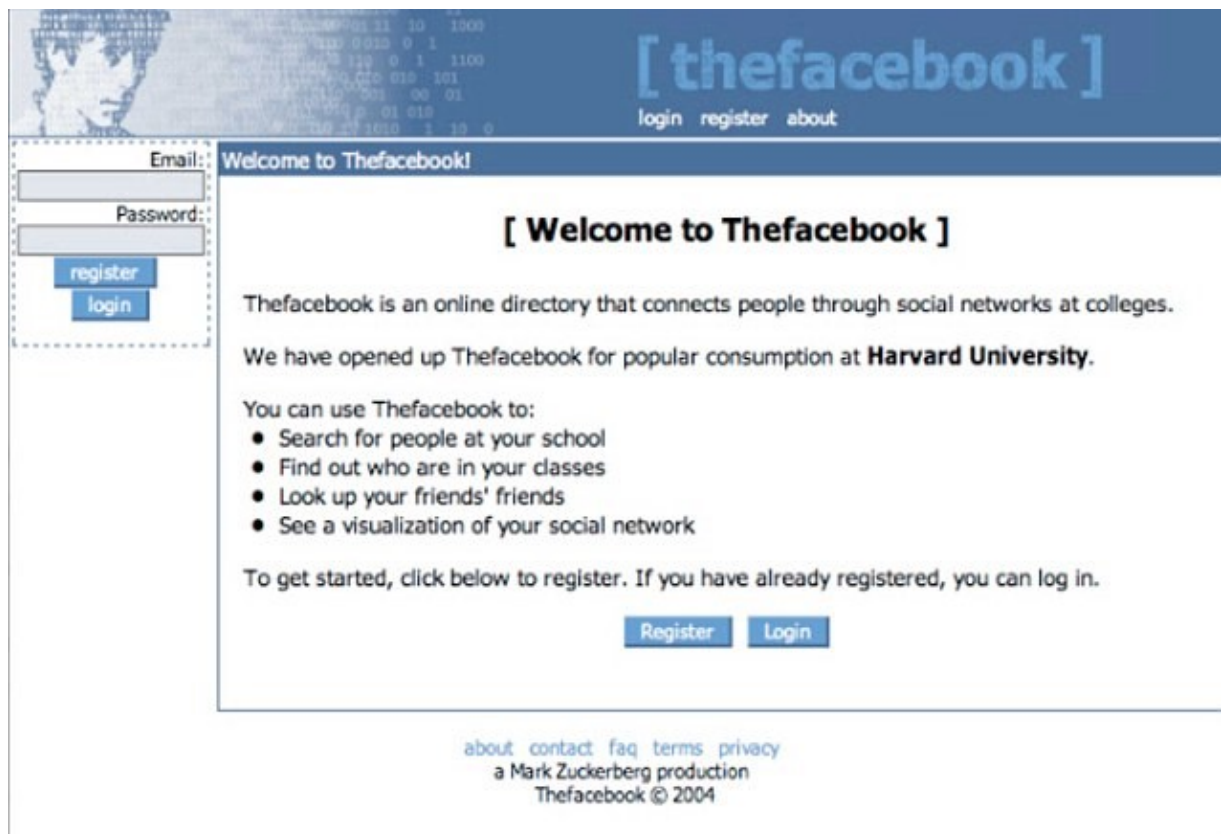 [ thefacebook ]
login register about
Email:
Password:
register
login
Welcome to Thefacebook!
[ Welcome to Thefacebook ]
Thefacebook is an online directory that connects people through social networks at colleges.
We have opened up Thefacebook for popular consumption at Harvard University.
You can use Thefacebook to:
• Search for people at your school
• Find out who are in your classes
• Look up your friends' friends
• See a visualization of your social network
To get started, click below to register. If you have already registered, you can log in.
Register Login
about contact faq terms privacy
a Mark Zuckerberg production
Thefacebook © 2004